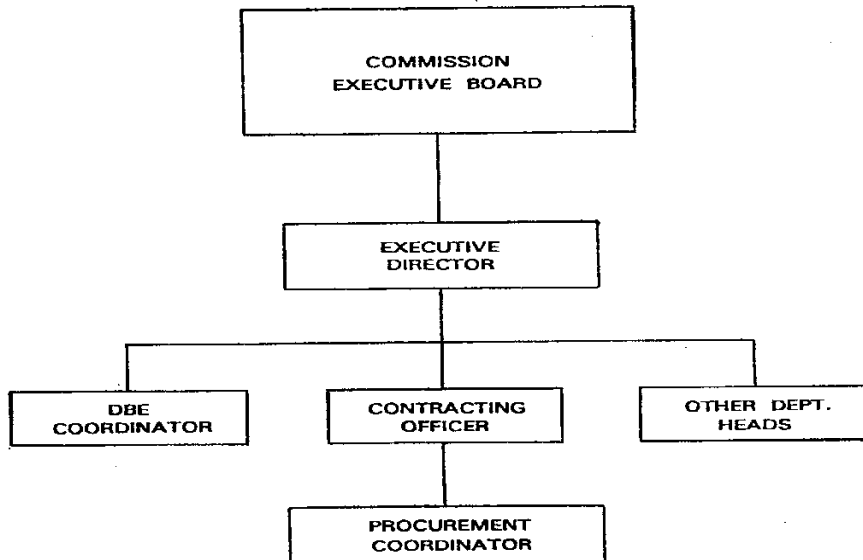 COMMISSION
EXECUTIVE BOARD
EXECUTIVE
DIRECTOR
DBE
COORDINATOR
CONTRACTING
OFFICER
OTHER DEPT.
HEADS
PROCUREMENT
COORDINATOR